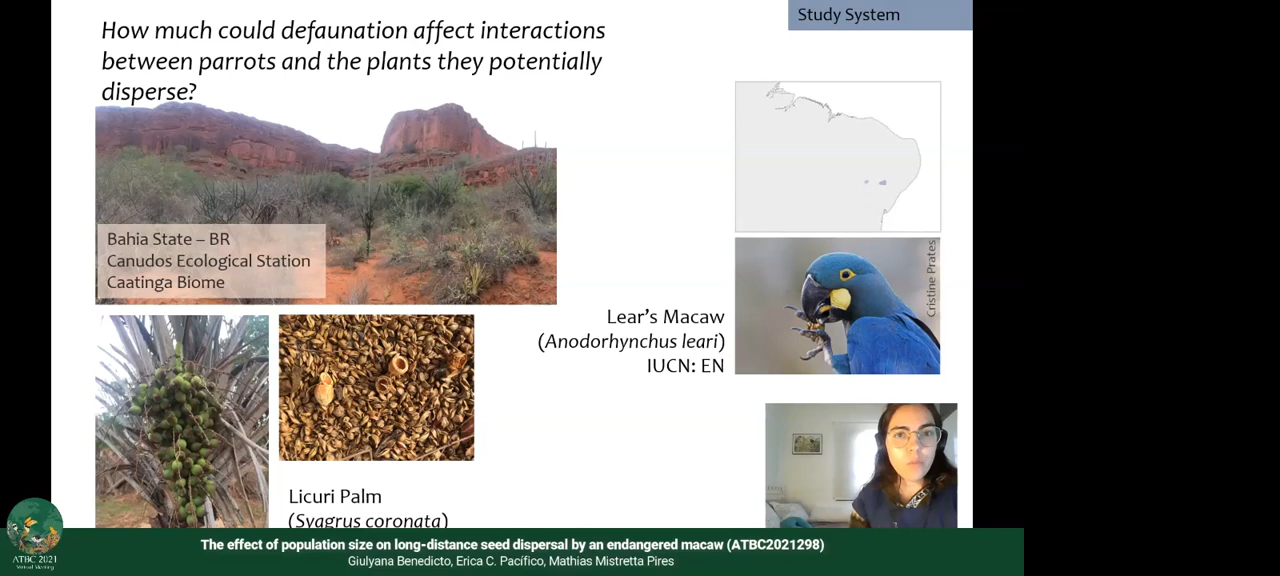 Study System
How much could defaunation affect interactions
between parrots and the plants they potentially
disperse?
Bahia State – BR
Canudos Ecological Station
Caatinga Biome
Cristine Prates
Lear's Macaw
(Anodorhynchus leari)
IUCN: EN
Licuri Palm
(Syagrus coronata)
ATBC 2021
Virtual Meeting
The effect of population size on long-distance seed dispersal by an endangered macaw (ATBC2021298)
Giulyana Benedicto, Erica C. Pacífico, Mathias Mistretta Pires